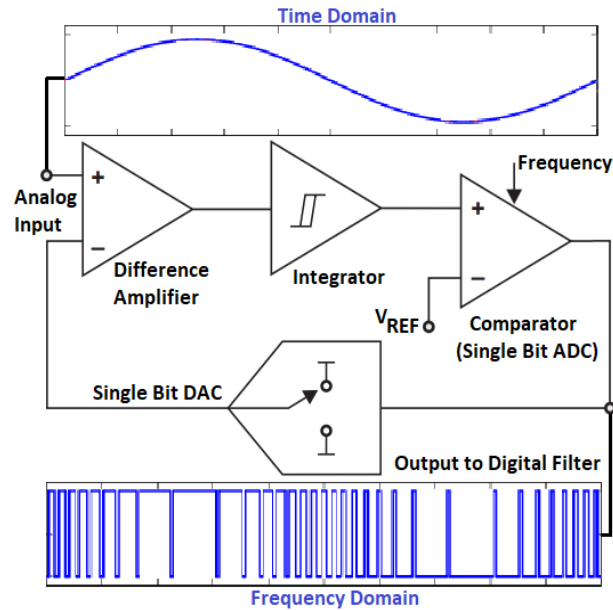 Time Domain
Frequency
+
+
Analog
Input
−
−
Difference
Amplifier
Integrator
VREF
Comparator
(Single Bit ADC)
Single Bit DAC
Output to Digital Filter
Frequency Domain